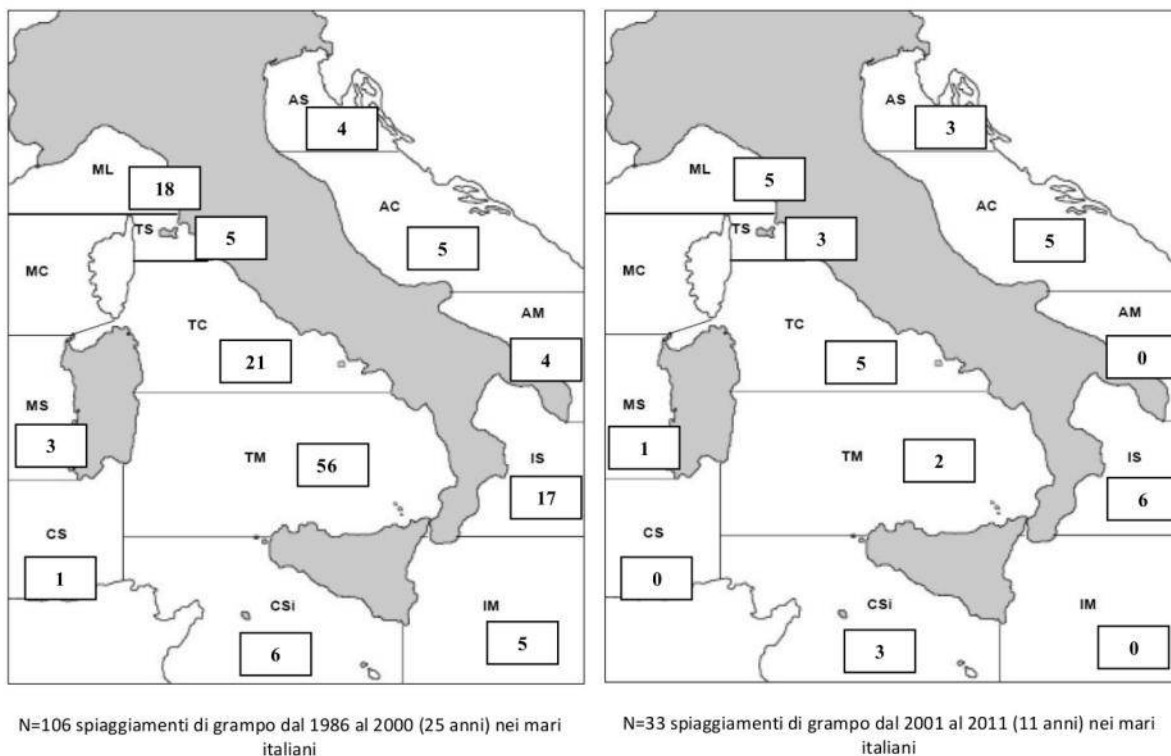 AS
4
ML
18
AC
5
TS
5
MC
AM
4
TC
21
MS
3
TM
56
IS
17
CS
1
CSi
6
IM
5
N=106 spiaggiamenti di grampo dal 1986 al 2000 (25 anni) nei mari
italiani
AS
3
ML
5
AC
5
TS
3
MC
AM
0
TC
5
MS
1
TM
2
IS
6
CS
0
CSi
3
IM
0
N=33 spiaggiamenti di grampo dal 2001 al 2011 (11 anni) nei mari
italiani